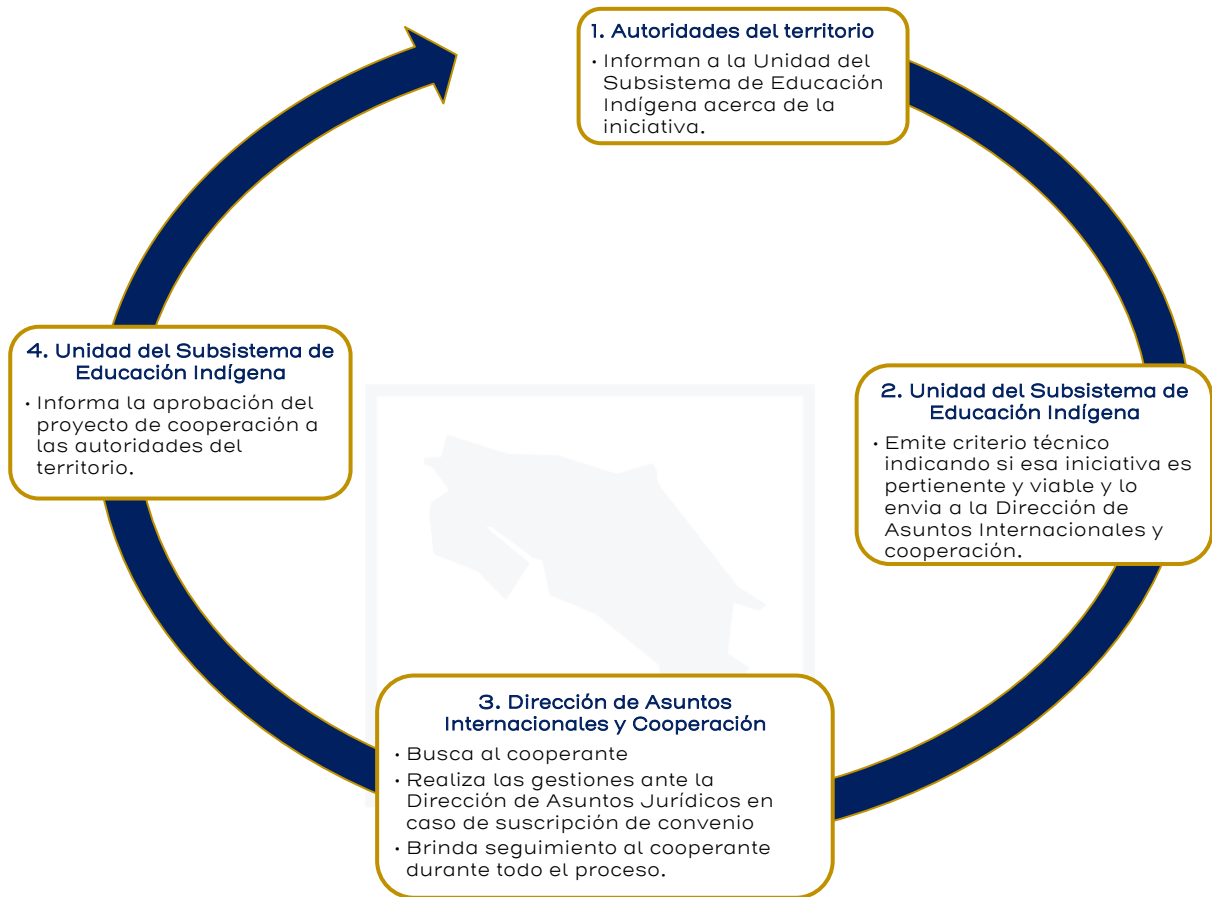 1. Autoridades del territorio
· Informan a la Unidad del
Subsistema de Educación
Indígena acerca de la
iniciativa.
2. Unidad del Subsistema de
Educación Indígena
· Emite criterio técnico
indicando si esa iniciativa es
pertienente y viable y lo
envia a la Dirección de
Asuntos Internacionales y
cooperación.
3. Dirección de Asuntos
Internacionales y Cooperación
· Busca al cooperante
· Realiza las gestiones ante la
Dirección de Asuntos Jurídicos en
caso de suscripción de convenio
· Brinda seguimiento al cooperante
durante todo el proceso.
4. Unidad del Subsistema de
Educación Indígena
· Informa la aprobación del
proyecto de cooperación a
las autoridades del
territorio.